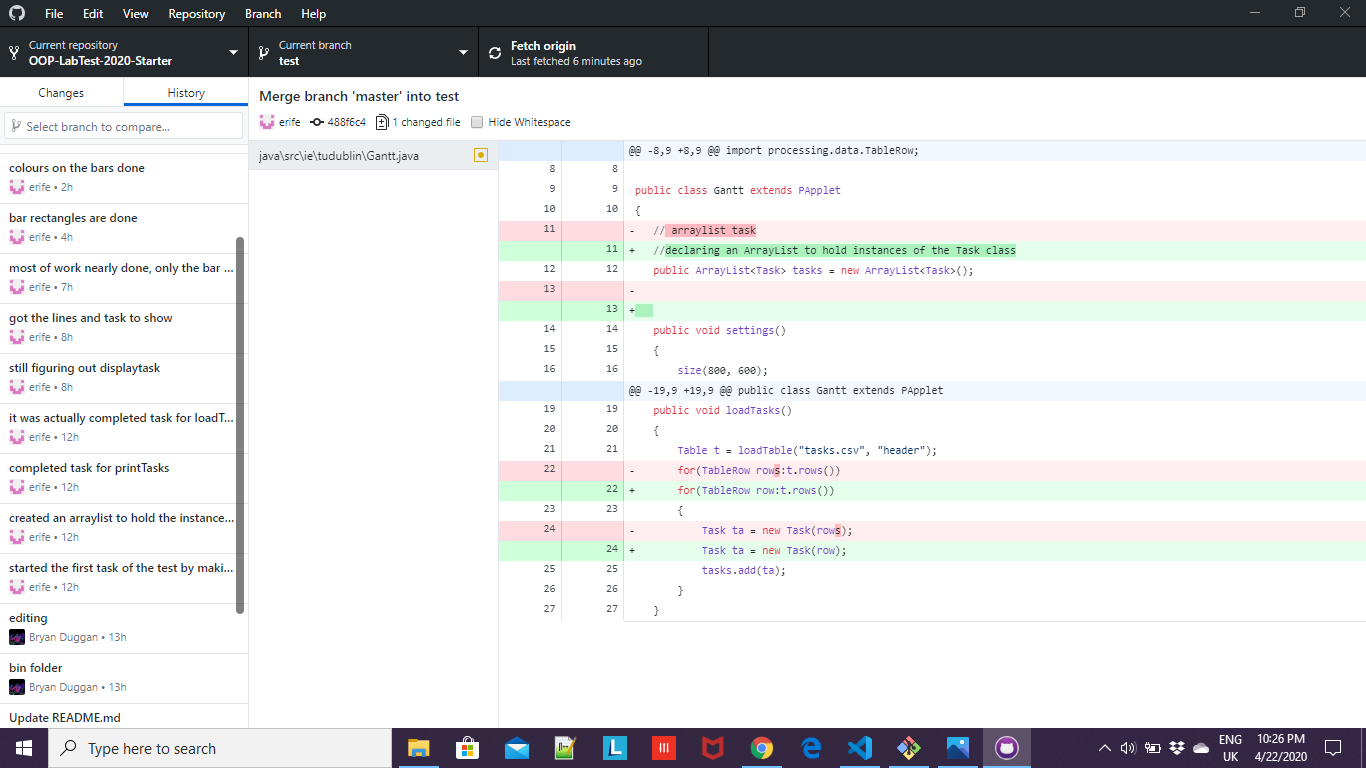 File Edit View Repository Branch Help
Current repository
OOP-LabTest-2020-Starter
Current branch
test
Fetch origin
Last fetched 6 minutes ago
Changes History
Select branch to compare...
colours on the bars done
erife • 2h
bar rectangles are done
erife • 4h
most of work nearly done, only the bar ...
erife • 7h
got the lines and task to show
erife • 8h
still figuring out displaytask
erife • 8h
it was actually completed task for loadT...
erife • 12h
completed task for printTasks
erife • 12h
created an arraylist to hold the instance...
erife • 12h
started the first task of the test by maki...
erife • 12h
editing
Bryan Duggan • 13h
bin folder
Bryan Duggan • 13h
Update README.md
Merge branch 'master' into test
erife 488f6c4 1 changed file Hide Whitespace
java\src\ie\tudublin\Gantt.java
@@ -8,9 +8,9 @@ import processing.data.TableRow;
8 8
9 9 public class Gantt extends PApplet
10 10 {
11 - // arraylist task
11 + //declaring an ArrayList to hold instances of the Task class
12 12 public ArrayList<Task> tasks = new ArrayList<Task>();
13 -
13 +
14 14 public void settings()
15 15 {
16 16 size(800, 600);
@@ -19,9 +19,9 @@ public class Gantt extends PApplet
19 19 public void loadTasks()
20 20 {
21 21 Table t = loadTable("tasks.csv", "header");
22 - for(TableRow rows:t.rows())
22 + for(TableRow row:t.rows())
23 23 {
24 - Task ta = new Task(rows);
24 + Task ta = new Task(row);
25 25 tasks.add(ta);
26 26 }
27 27 }
Type here to search
ENG
UK
10:26 PM
4/22/2020